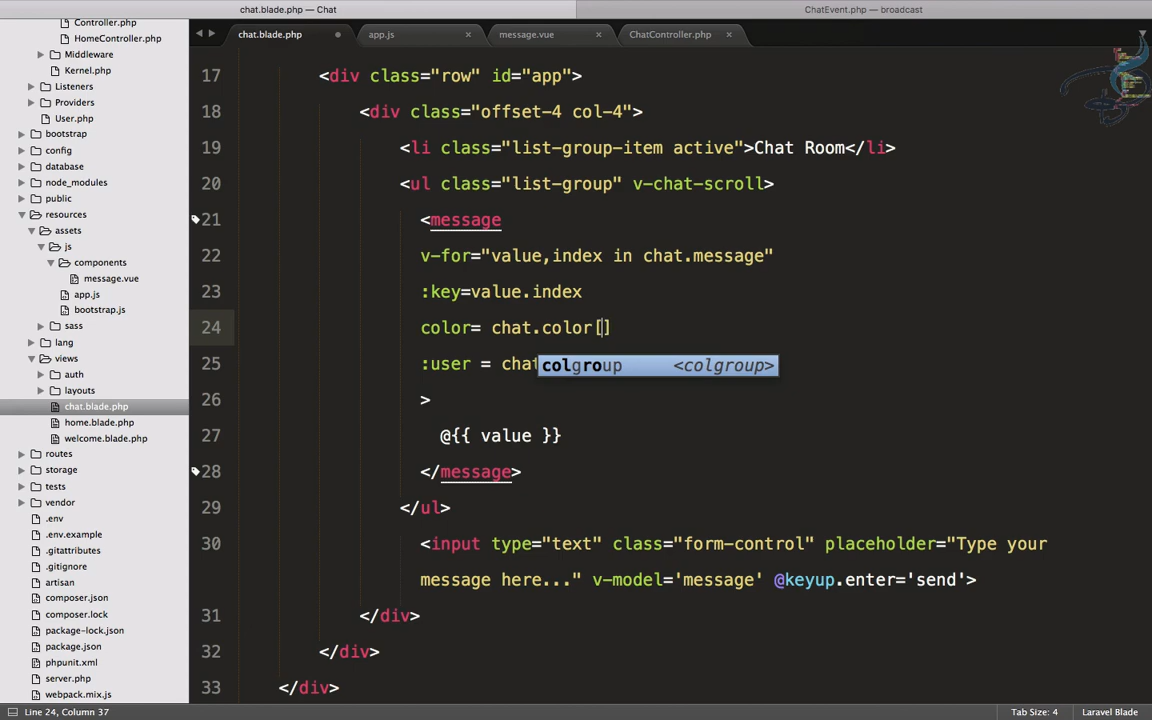 chat.blade.php — Chat
ChatEvent.php — broadcast
chat.blade.php
app.js ×
message.vue ×
ChatController.php ×
Controller.php
HomeController.php
Middleware
Kernel.php
Listeners
Providers
User.php
bootstrap
config
database
node_modules
public
resources
assets
js
components
message.vue
app.js
bootstrap.js
sass
lang
views
auth
layouts
chat.blade.php
home.blade.php
welcome.blade.php
routes
storage
tests
vendor
.env
.env.example
.gitattributes
.gitignore
artisan
composer.json
composer.lock
package-lock.json
package.json
phpunit.xml
readme.md
server.php
webpack.mix.js
17 <div class="row" id="app">
18 <div class="offset-4 col-4">
19 <li class="list-group-item active">Chat Room</li>
20 <ul class="list-group" v-chat-scroll>
21 <message
22 v-for="value,index in chat.message"
23 :key=value.index
24 color= chat.color[]
25 :user = chat
colgroup <colgroup>
26 >
27 @{{ value }}
28 </message>
29 </ul>
30 <input type="text" class="form-control" placeholder="Type your
message here..." v-model='message' @keyup.enter='send'>
31 </div>
32 </div>
33 </div>
Line 24, Column 37
Tab Size: 4
Laravel Blade